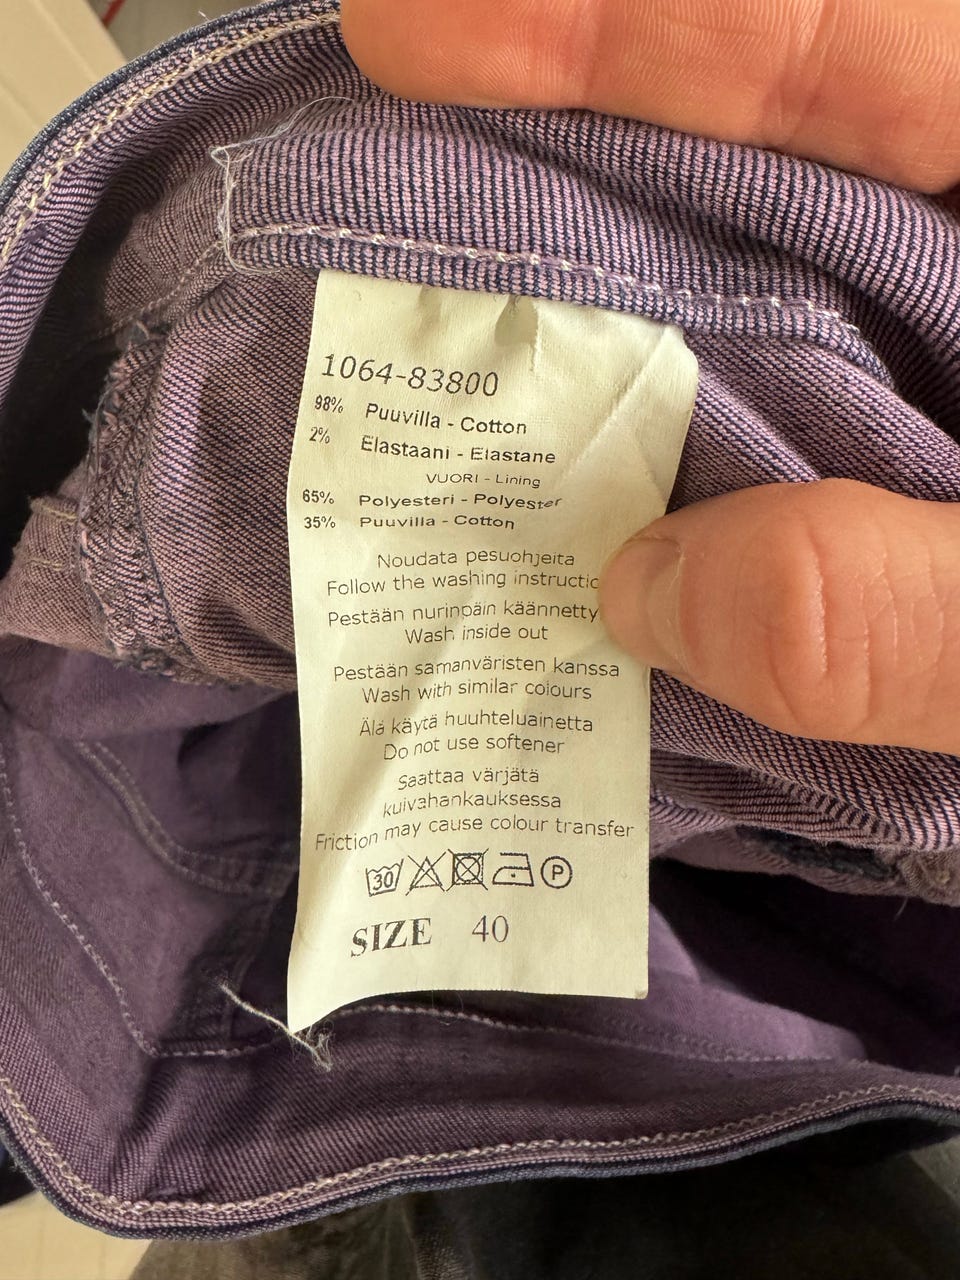 1064-83800
98% Puuvilla - Cotton
2% Elastaani - Elastane
VUORI - Lining
65% Polyesteri - Polyester
35% Puuvilla - Cotton
Noudata pesuohjeita
Follow the washing
Pestään nurinpäin
Wash inside out
Pestään samanväristen kanssa
Wash with similar colours
Älä käytä huuhteluainetta
Do not use softener
Saattaa värjätä
kuivahankauksessa
Friction may cause colour transfer
30 P
SIZE 40